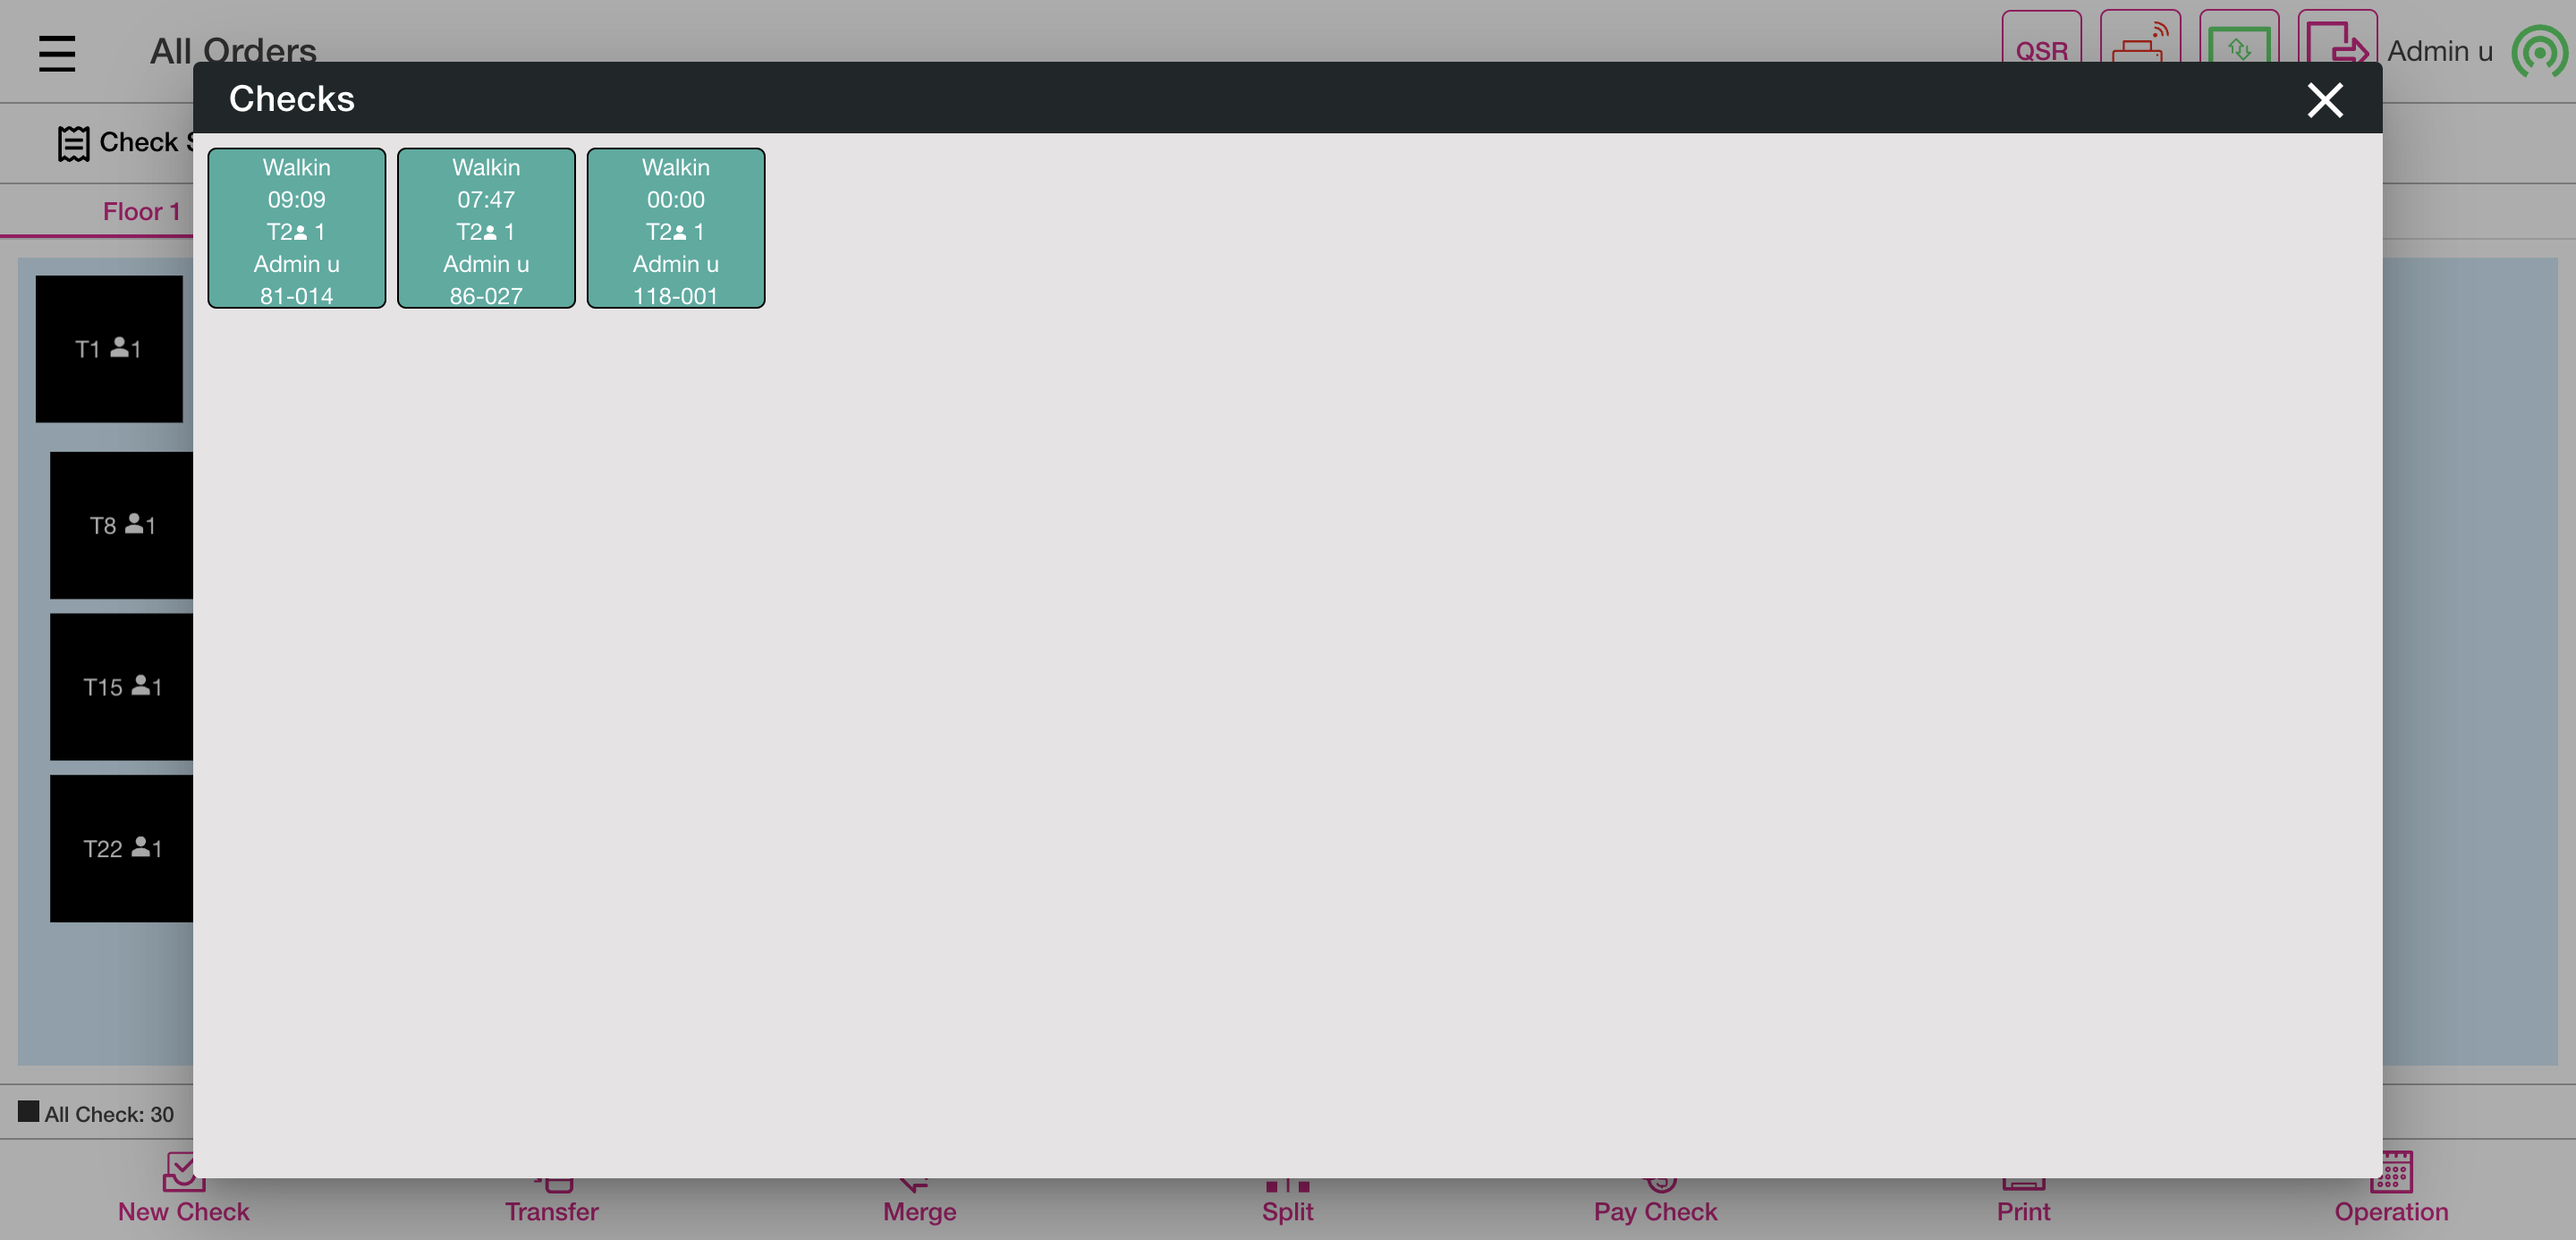 All Orders
QSR
Admin u
Checks
Check
Floor 1
Walkin
09:09
T2 1
Admin u
81-014
Walkin
07:47
T2 1
Admin u
86-027
Walkin
00:00
T2 1
Admin u
118-001
T1 1
T8 1
T15 1
T22 1
All Check: 30
New Check
Transfer
Merge
Split
Pay Check
Print
Operation